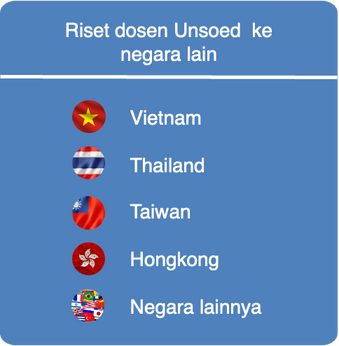 Riset dosen Unsoed ke
negara lain
Vietnam
Thailand
Taiwan
Hongkong
Negara lainnya